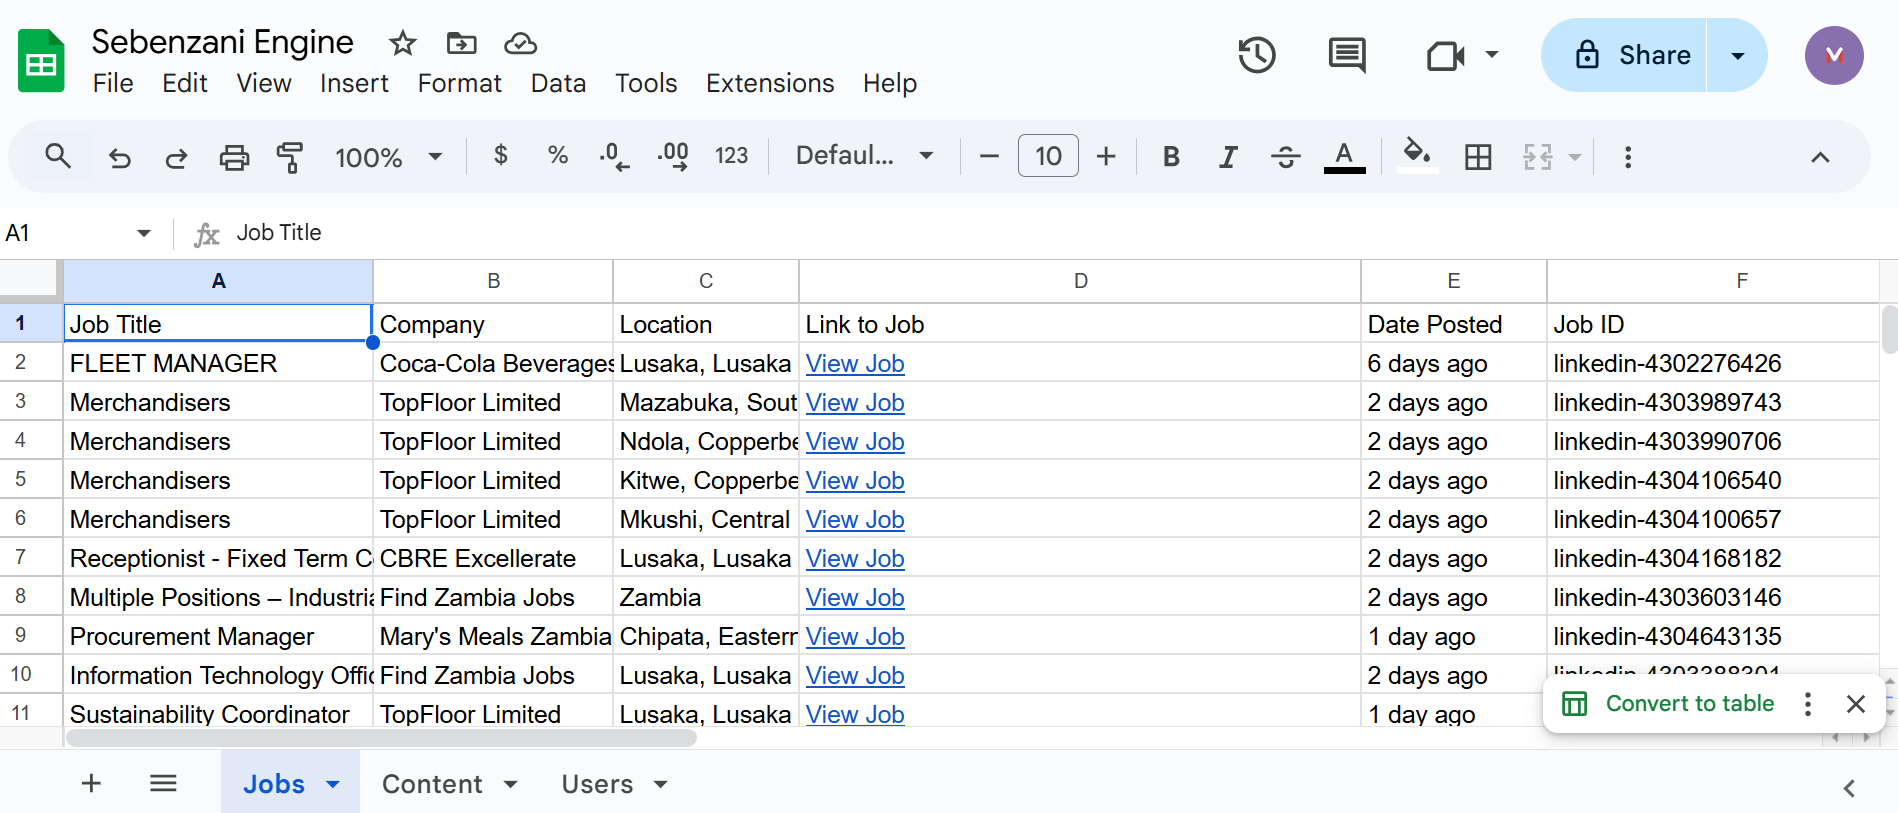 Sebenzani Engine
File Edit View Insert Format Data Tools Extensions Help
Share
100% $ % .0 .00 123 Defaul... 10 B I S A
A1 fx Job Title
A B C D E F
1 Job Title Company Location Link to Job Date Posted Job ID
2 FLEET MANAGER Coca-Cola Beverages Lusaka, Lusaka View Job 6 days ago linkedin-4302276426
3 Merchandisers TopFloor Limited Mazabuka, Sout View Job 2 days ago linkedin-4303989743
4 Merchandisers TopFloor Limited Ndola, Copperbe View Job 2 days ago linkedin-4303990706
5 Merchandisers TopFloor Limited Kitwe, Copperbe View Job 2 days ago linkedin-4304106540
6 Merchandisers TopFloor Limited Mkushi, Central View Job 2 days ago linkedin-4304100657
7 Receptionist - Fixed Term C CBRE Excellerate Lusaka, Lusaka View Job 2 days ago linkedin-4304168182
8 Multiple Positions – Industria Find Zambia Jobs Zambia View Job 2 days ago linkedin-4303603146
9 Procurement Manager Mary's Meals Zambia Chipata, Eastern View Job 1 day ago linkedin-4304643135
10 Information Technology Offic Find Zambia Jobs Lusaka, Lusaka View Job 2 days ago
11 Sustainability Coordinator TopFloor Limited Lusaka, Lusaka View Job 1 day ago
Convert to table
Jobs Content Users